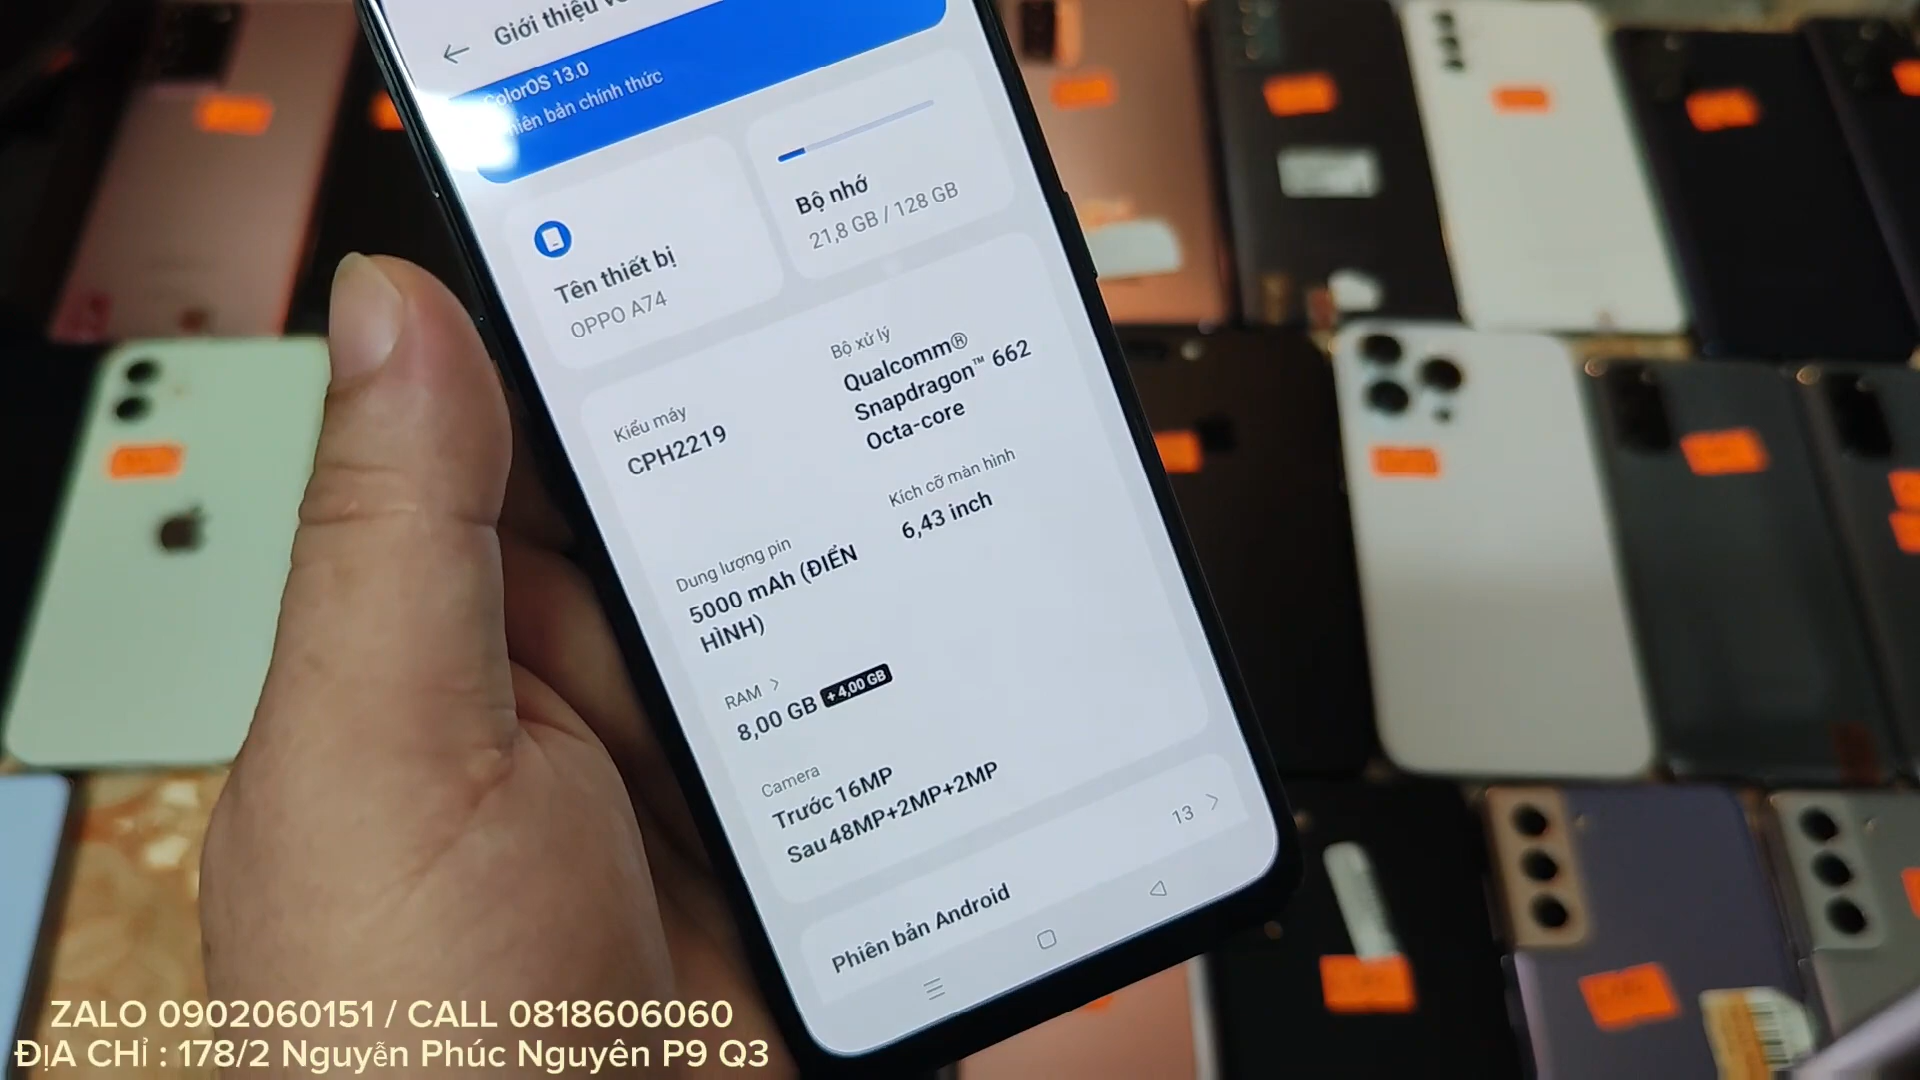 Giới thiệu
ColorOS 13.0
Phiên bản chính thức
Tên thiết bị
OPPO A74
Bộ nhớ
21,8 GB / 128 GB
Kiểu máy
CPH2219
Bộ xử lý
Qualcomm®
Snapdragon™ 662
Octa-core
Dung lượng pin
5000 mAh (ĐIỂN
HÌNH)
Kích cỡ màn hình
6,43 inch
RAM >
8,00 GB +4,00 GB
Camera
Trước 16MP
Sau 48MP+2MP+2MP
Phiên bản Android 13 >
ZALO 0902060151 / CALL 0818606060
ĐỊA CHỈ : 178/2 Nguyễn Phúc Nguyên P9 Q3